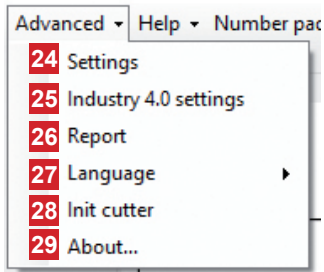 Advanced ▾ Help ▾ Number pac
24 Settings
25 Industry 4.0 settings
26 Report
27 Language ▸
28 Init cutter
29 About...